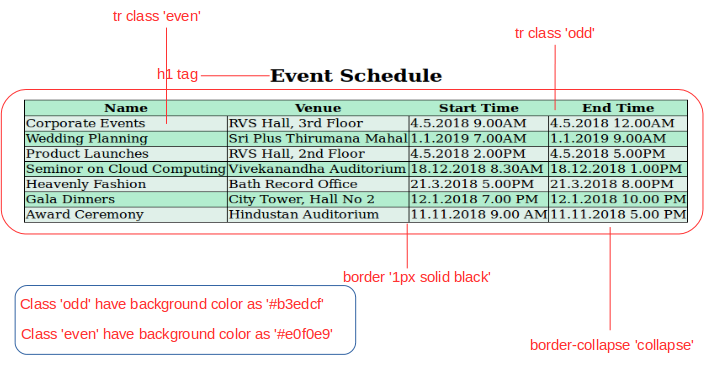 tr class 'even'
tr class 'odd'
h1 tag
Event Schedule
Name Venue Start Time End Time
Corporate Events RVS Hall, 3rd Floor 4.5.2018 9.00AM 4.5.2018 12.00AM
Wedding Planning Sri Plus Thirumana Mahal 1.1.2019 7.00AM 1.1.2019 9.00AM
Product Launches RVS Hall, 2nd Floor 4.5.2018 2.00PM 4.5.2018 5.00PM
Seminor on Cloud Computing Vivekanandha Auditorium 18.12.2018 8.30AM 18.12.2018 1.00PM
Heavenly Fashion Bath Record Office 21.3.2018 5.00PM 21.3.2018 8.00PM
Gala Dinners City Tower, Hall No 2 12.1.2018 7.00 PM 12.1.2018 10.00 PM
Award Ceremony Hindustan Auditorium 11.11.2018 9.00 AM 11.11.2018 5.00 PM
border '1px solid black'
Class 'odd' have background color as '#b3edcf'
Class 'even' have background color as '#e0f0e9'
border-collapse 'collapse'